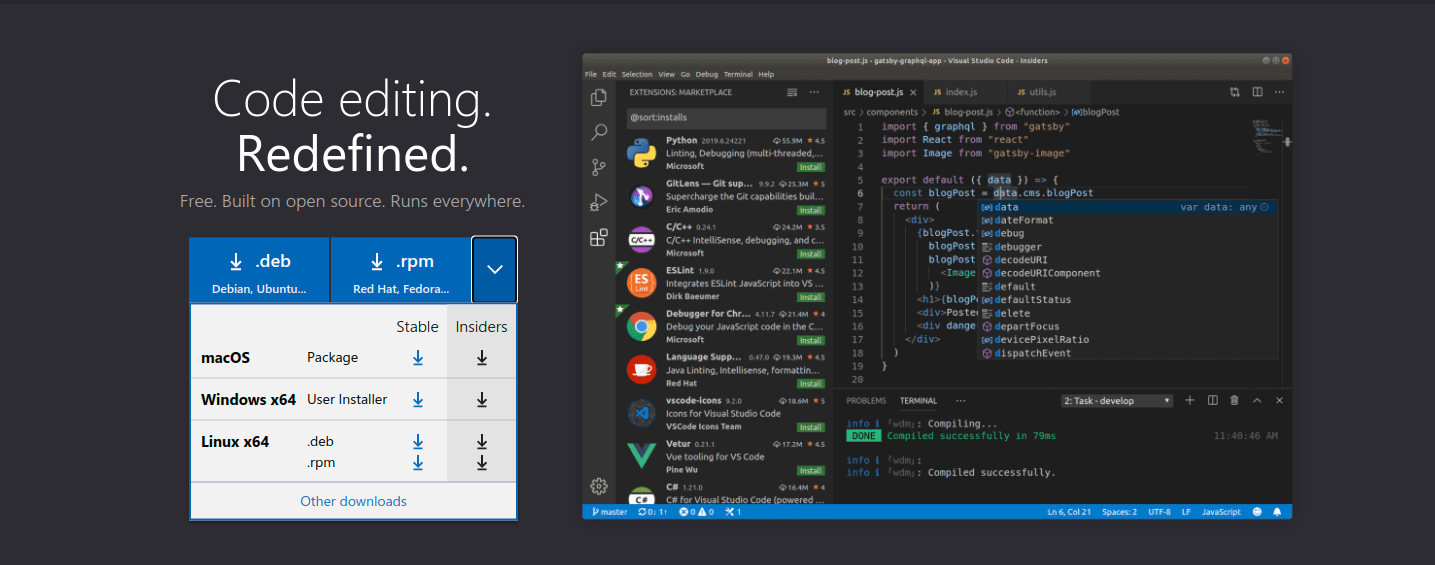 Code editing.
Redefined.
Free. Built on open source. Runs everywhere.
.deb
Debian, Ubuntu...
.rpm
Red Hat, Fedora...
Stable Insiders
macOS Package
Windows x64 User Installer
Linux x64 .deb
.rpm
Other downloads
blog-post.js - gatsby-graphql-app - Visual Studio Code - Insiders
File Edit Selection View Go Debug Terminal Help
EXTENSIONS: MARKETPLACE
@sort:installs
Python 2019.6.24221 55.9M 4.5
Linting, Debugging (multi-threaded,...
Microsoft Install
GitLens — Git sup... 9.9.2 25.3M 5
Supercharge the Git capabilities buil...
Eric Amodio Install
C/C++ 0.24.1 24.2M 3.5
C/C++ IntelliSense, debugging, and c...
Microsoft Install
ESLint 1.9.0 22.1M 4.5
Integrates ESLint JavaScript into VS ...
Dirk Baeumer Install
Debugger for Chr... 4.11.7 21.4M 4
Debug your JavaScript code in the C...
Microsoft Install
Language Supp... 0.47.0 19.3M 4.5
Java Linting, Intellisense, formattin...
Red Hat Install
vscode-icons 9.2.0 18.6M 5
Icons for Visual Studio Code
VSCode Icons Team Install
Vetur 0.21.1 17.2M 4.5
Vue tooling for VS Code
Pine Wu Install
C# 1.21.0 16.4M 4
C# for Visual Studio Code (powered ...
C/C++
ES
Lint
C#
JS blog-post.js JS index.js JS utils.js
src > components > JS blog-post.js > <function> > blogPost
1 import { graphql } from "gatsby"
2 import React from "react"
3 import Image from "gatsby-image"
4
5 export default ({ data }) => {
6 const blogPost = data.cms.blogPost
7 return (
8 <div>
9 {blogPost.
10 blogPost
11 blogPost
12 <Image
13 )}
14 <h1>{blogPo
15 <div>Poste
16 <div dange
17 </div>
18 )
19 }
20
data var data: any
dateFormat
debug
debugger
decodeURI
decodeURIComponent
default
defaultStatus
delete
departFocus
devicePixelRatio
dispatchEvent
PROBLEMS TERMINAL ... 2: Task - develop
info i ｢wdm｣: Compiling...
DONE Compiled successfully in 79ms 11:40:46 AM
info i ｢wdm｣:
info i ｢wdm｣: Compiled successfully.
master 0↓ 1↑ 0 0 1 Ln 6, Col 21 Spaces: 2 UTF-8 LF JavaScript